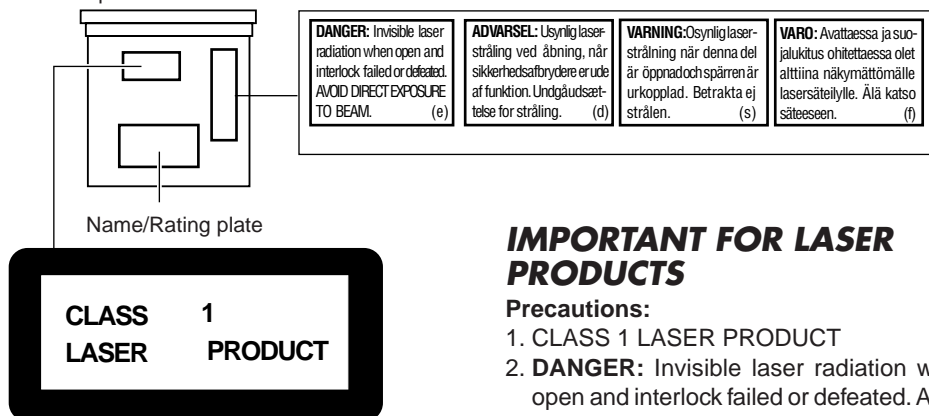 DANGER: Invisible laser
radiation when open and
interlock failed or defeated.
AVOID DIRECT EXPOSURE
TO BEAM. (e)
ADVARSEL: Usynlig laser-
stråling ved åbning, når
sikkerhedsafbrydere er ude
af funktion. Undgåudsæt-
telse for stråling. (d)
VARNING:Osynlig laser-
strålning när denna del
är öppnadoch spärren är
urkopplad. Betrakta ej
strålen. (s)
VARO: Avattaessa ja suo-
jalukitus ohitettaessa olet
alttiina näkymättömälle
lasersäteilylle. Älä katso
säteeseen. (f)
Name/Rating plate
CLASS 1
LASER PRODUCT
IMPORTANT FOR LASER
PRODUCTS
Precautions:
1. CLASS 1 LASER PRODUCT
2. DANGER: Invisible laser radiation
open and interlock failed or defeated.